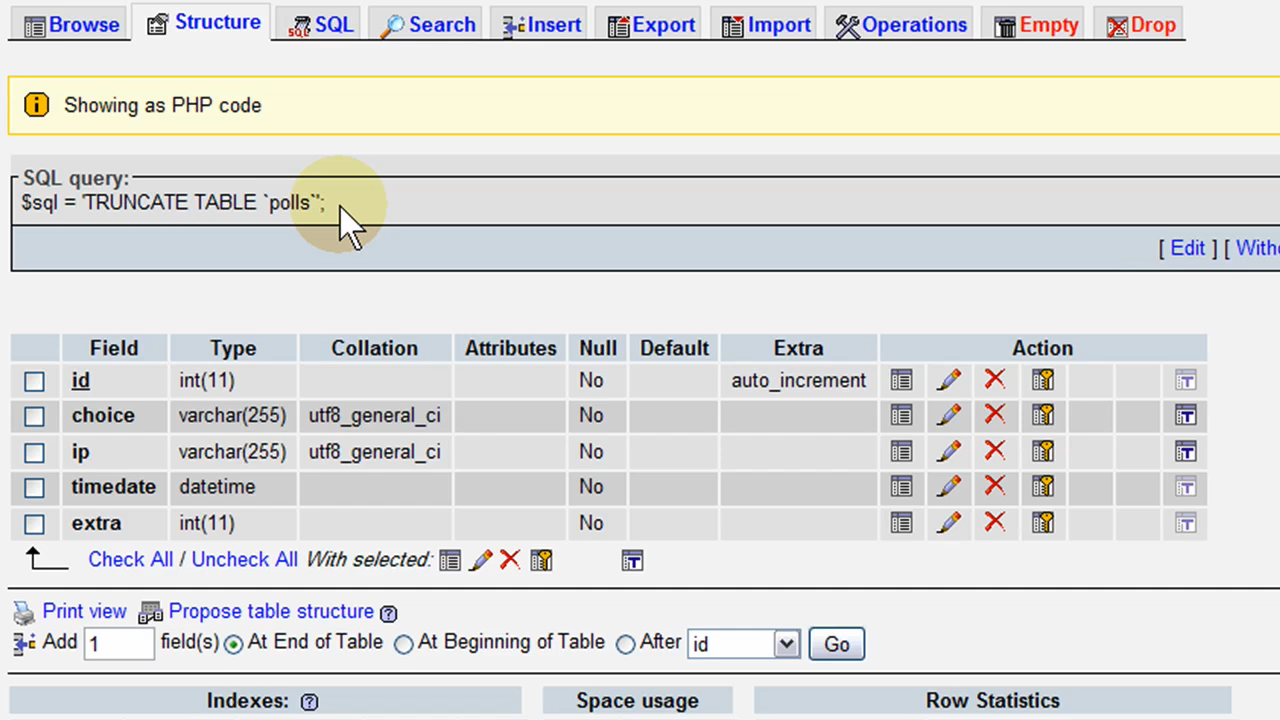 Browse Structure SQL Search Insert Export Import Operations Empty Drop
Showing as PHP code
SQL query:
$sql = 'TRUNCATE TABLE `polls`';
[ Edit ] [
Field Type Collation Attributes Null Default Extra Action
id int(11) No auto_increment
choice varchar(255) utf8_general_ci No
ip varchar(255) utf8_general_ci No
timedate datetime No
extra int(11) No
Check All / Uncheck All With selected:
Print view Propose table structure
Add 1 field(s) At End of Table At Beginning of Table After id Go
Indexes: Space usage Row Statistics